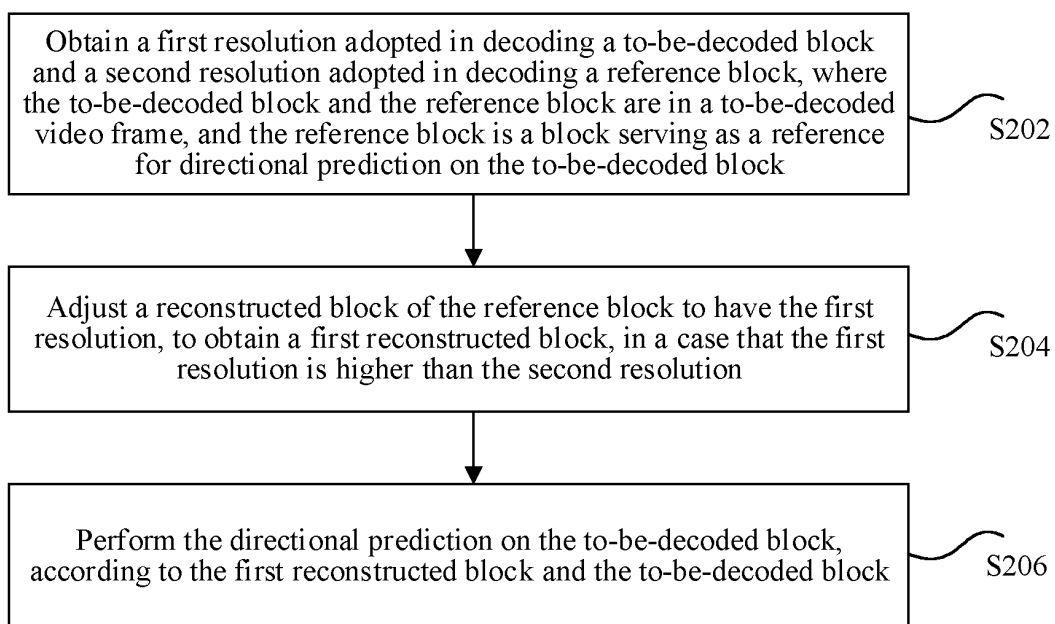 Obtain a first resolution adopted in decoding a to-be-decoded block
and a second resolution adopted in decoding a reference block, where
the to-be-decoded block and the reference block are in a to-be-decoded
video frame, and the reference block is a block serving as a reference
for directional prediction on the to-be-decoded block
S202
Adjust a reconstructed block of the reference block to have the first
resolution, to obtain a first reconstructed block, in a case that the first
resolution is higher than the second resolution
S204
Perform the directional prediction on the to-be-decoded block,
according to the first reconstructed block and the to-be-decoded block
S206